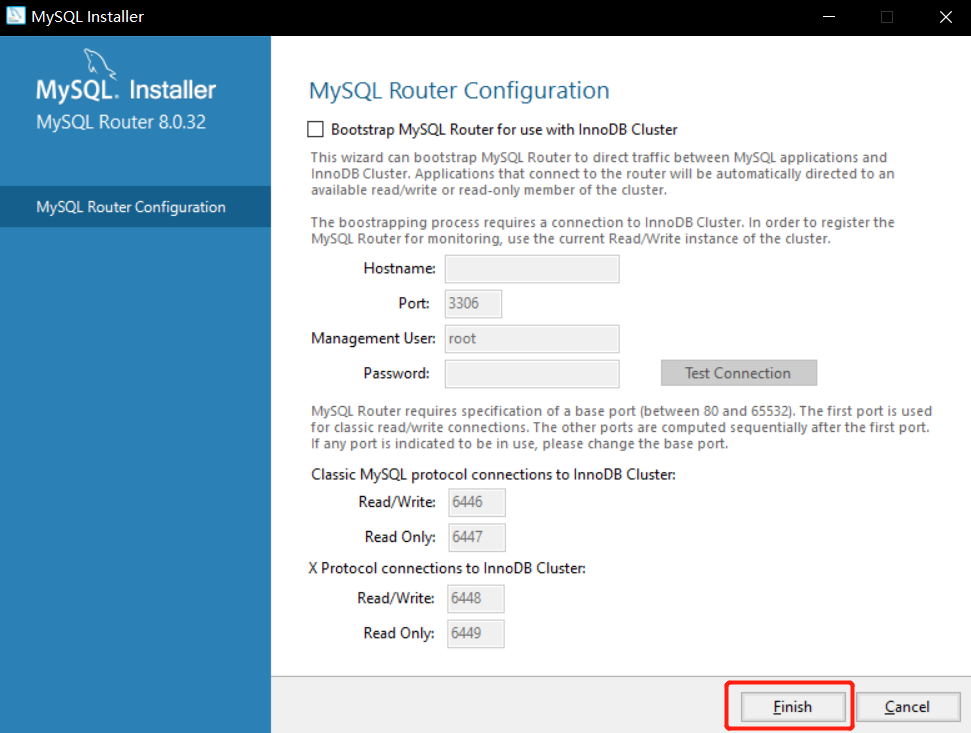 MySQL Installer
MySQL. Installer
MySQL Router 8.0.32
MySQL Router Configuration
MySQL Router Configuration
Bootstrap MySQL Router for use with InnoDB Cluster
This wizard can bootstrap MySQL Router to direct traffic between MySQL applications and
InnoDB Cluster. Applications that connect to the router will be automatically directed to an
available read/write or read-only member of the cluster.
The boostrapping process requires a connection to InnoDB Cluster. In order to register the
MySQL Router for monitoring, use the current Read/Write instance of the cluster.
Hostname:
Port: 3306
Management User: root
Password: Test Connection
MySQL Router requires specification of a base port (between 80 and 65532). The first port is used
for classic read/write connections. The other ports are computed sequentially after the first port.
If any port is indicated to be in use, please change the base port.
Classic MySQL protocol connections to InnoDB Cluster:
Read/Write: 6446
Read Only: 6447
X Protocol connections to InnoDB Cluster:
Read/Write: 6448
Read Only: 6449
Finish Cancel